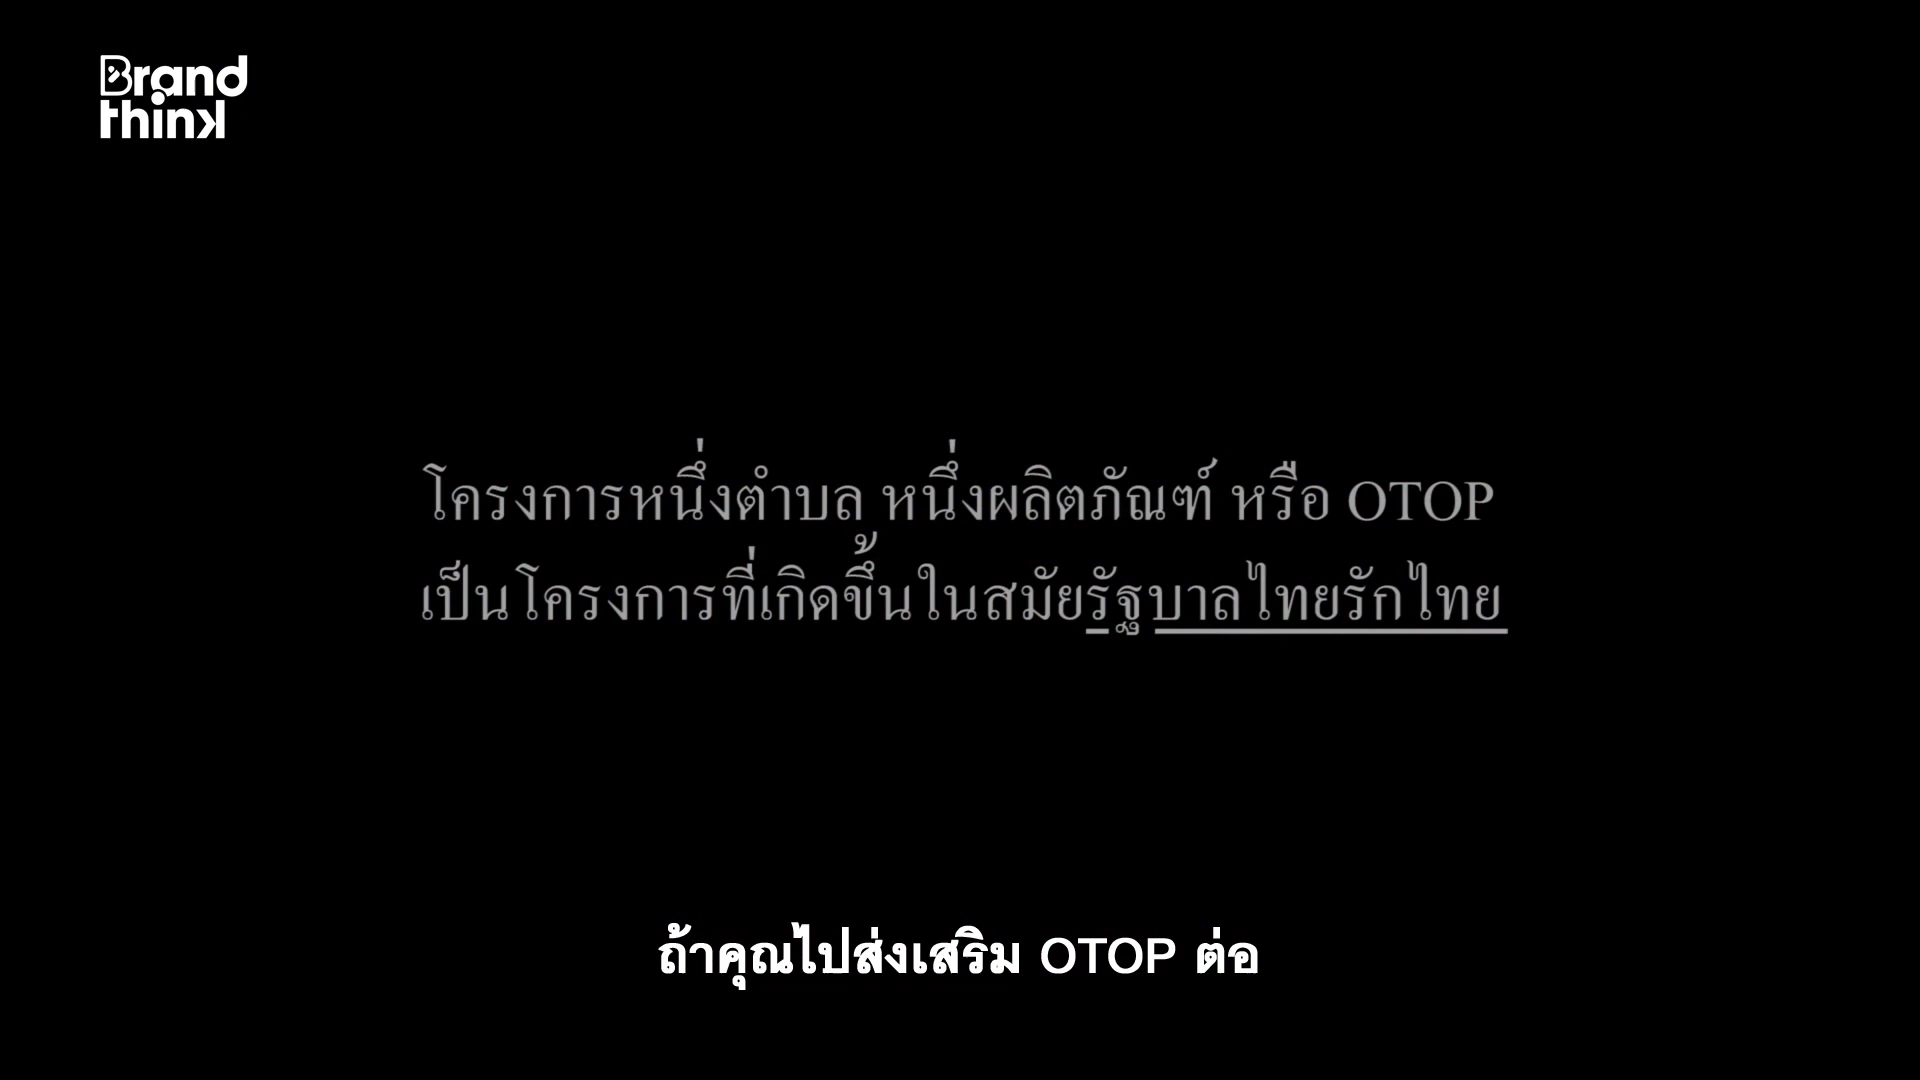 Brand
think
โครงการหนึ่งตำบล หนึ่งผลิตภัณฑ์ หรือ OTOP
เป็นโครงการที่เกิดขึ้นในสมัยรัฐบาลไทยรักไทย
ถ้าคุณไปส่งเสริม OTOP ต่อ